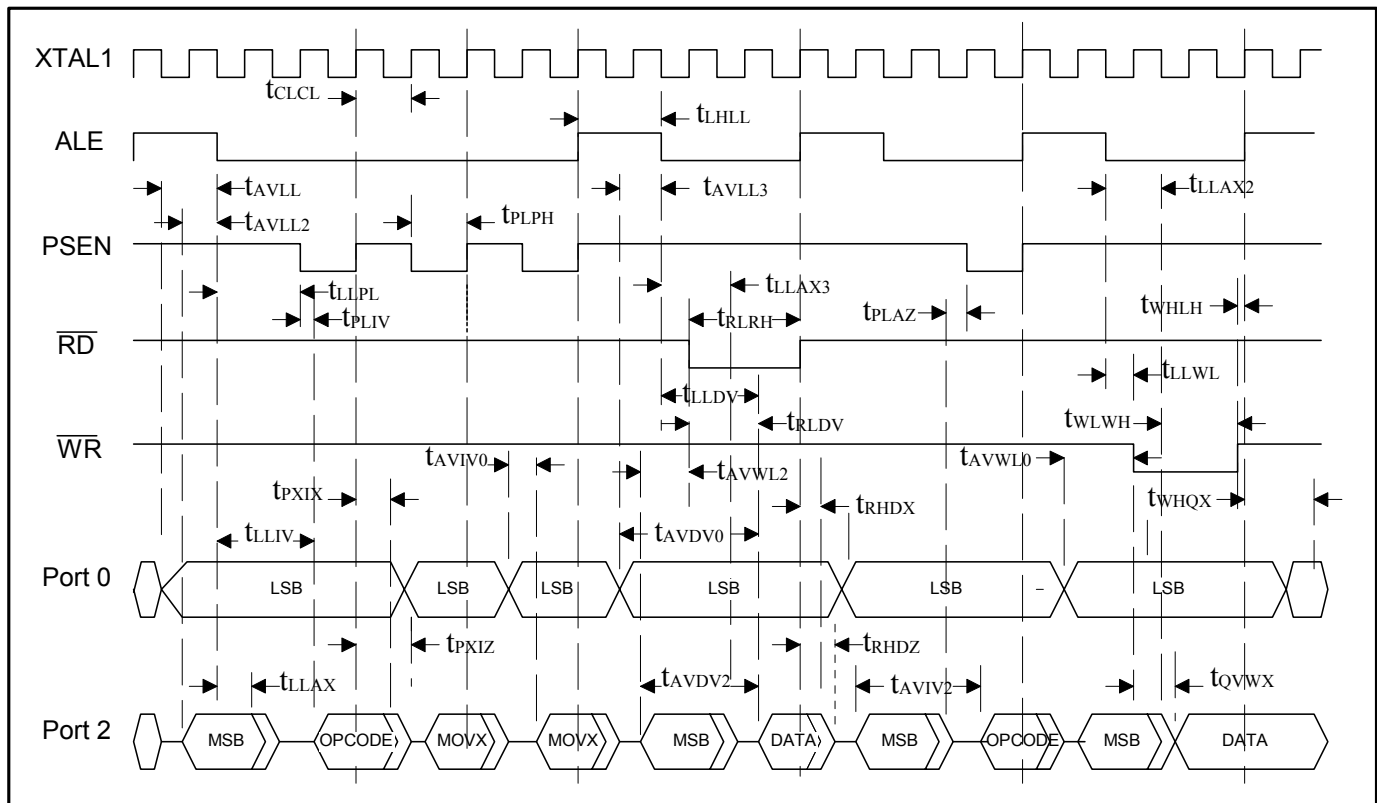 XTAL1
tCLCL
tLHLL
ALE
tAVLL
tAVLL3
tLLAX2
tAVLL2
tPLPH
PSEN
tLLPL
tLLAX3
tPLIV
tRLRH
tPLAZ
tWHLH
RD
tLLWL
tLLDV
tRLDV
tWLWH
WR
tAVIV0
tAVWL2
tAVWL0
tPXIX
tRHDX
tWHQX
tLLIV
tAVDV0
Port 0
LSB LSB LSB LSB LSB LSB
tPXIZ
tRHDZ
tLLAX
tAVDV2
tAVIV2
tQVWX
Port 2
MSB OPCODE MOVX MOVX MSB DATA MSB OPCODE MSB DATA